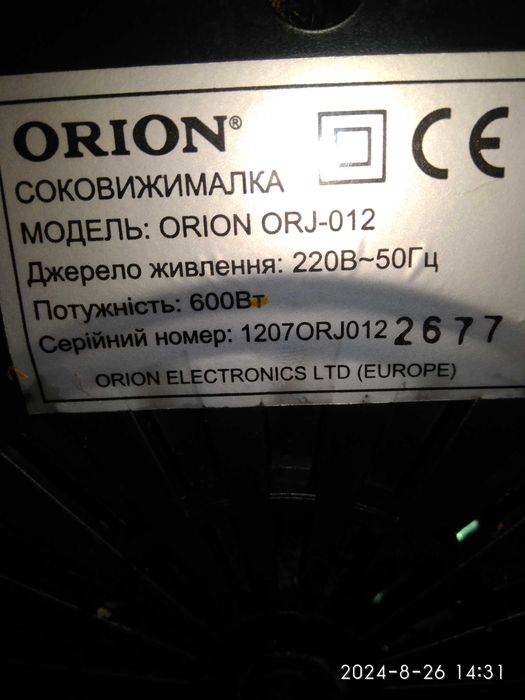 ORION®
CE
СОКОВИЖИМАЛКА
МОДЕЛЬ: ORION ORJ-012
Джерело живлення: 220В~50Гц
Потужність: 600Вт
Серійний номер: 1207ORJ012 2677
ORION ELECTRONICS LTD (EUROPE)
2024-8-26 14:31